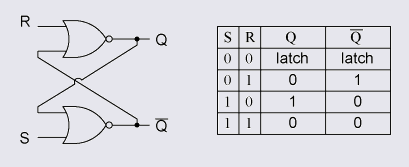 R
Q
Q̅
S
S R Q Q̅
0 0 latch latch
0 1 0 1
1 0 1 0
1 1 0 0